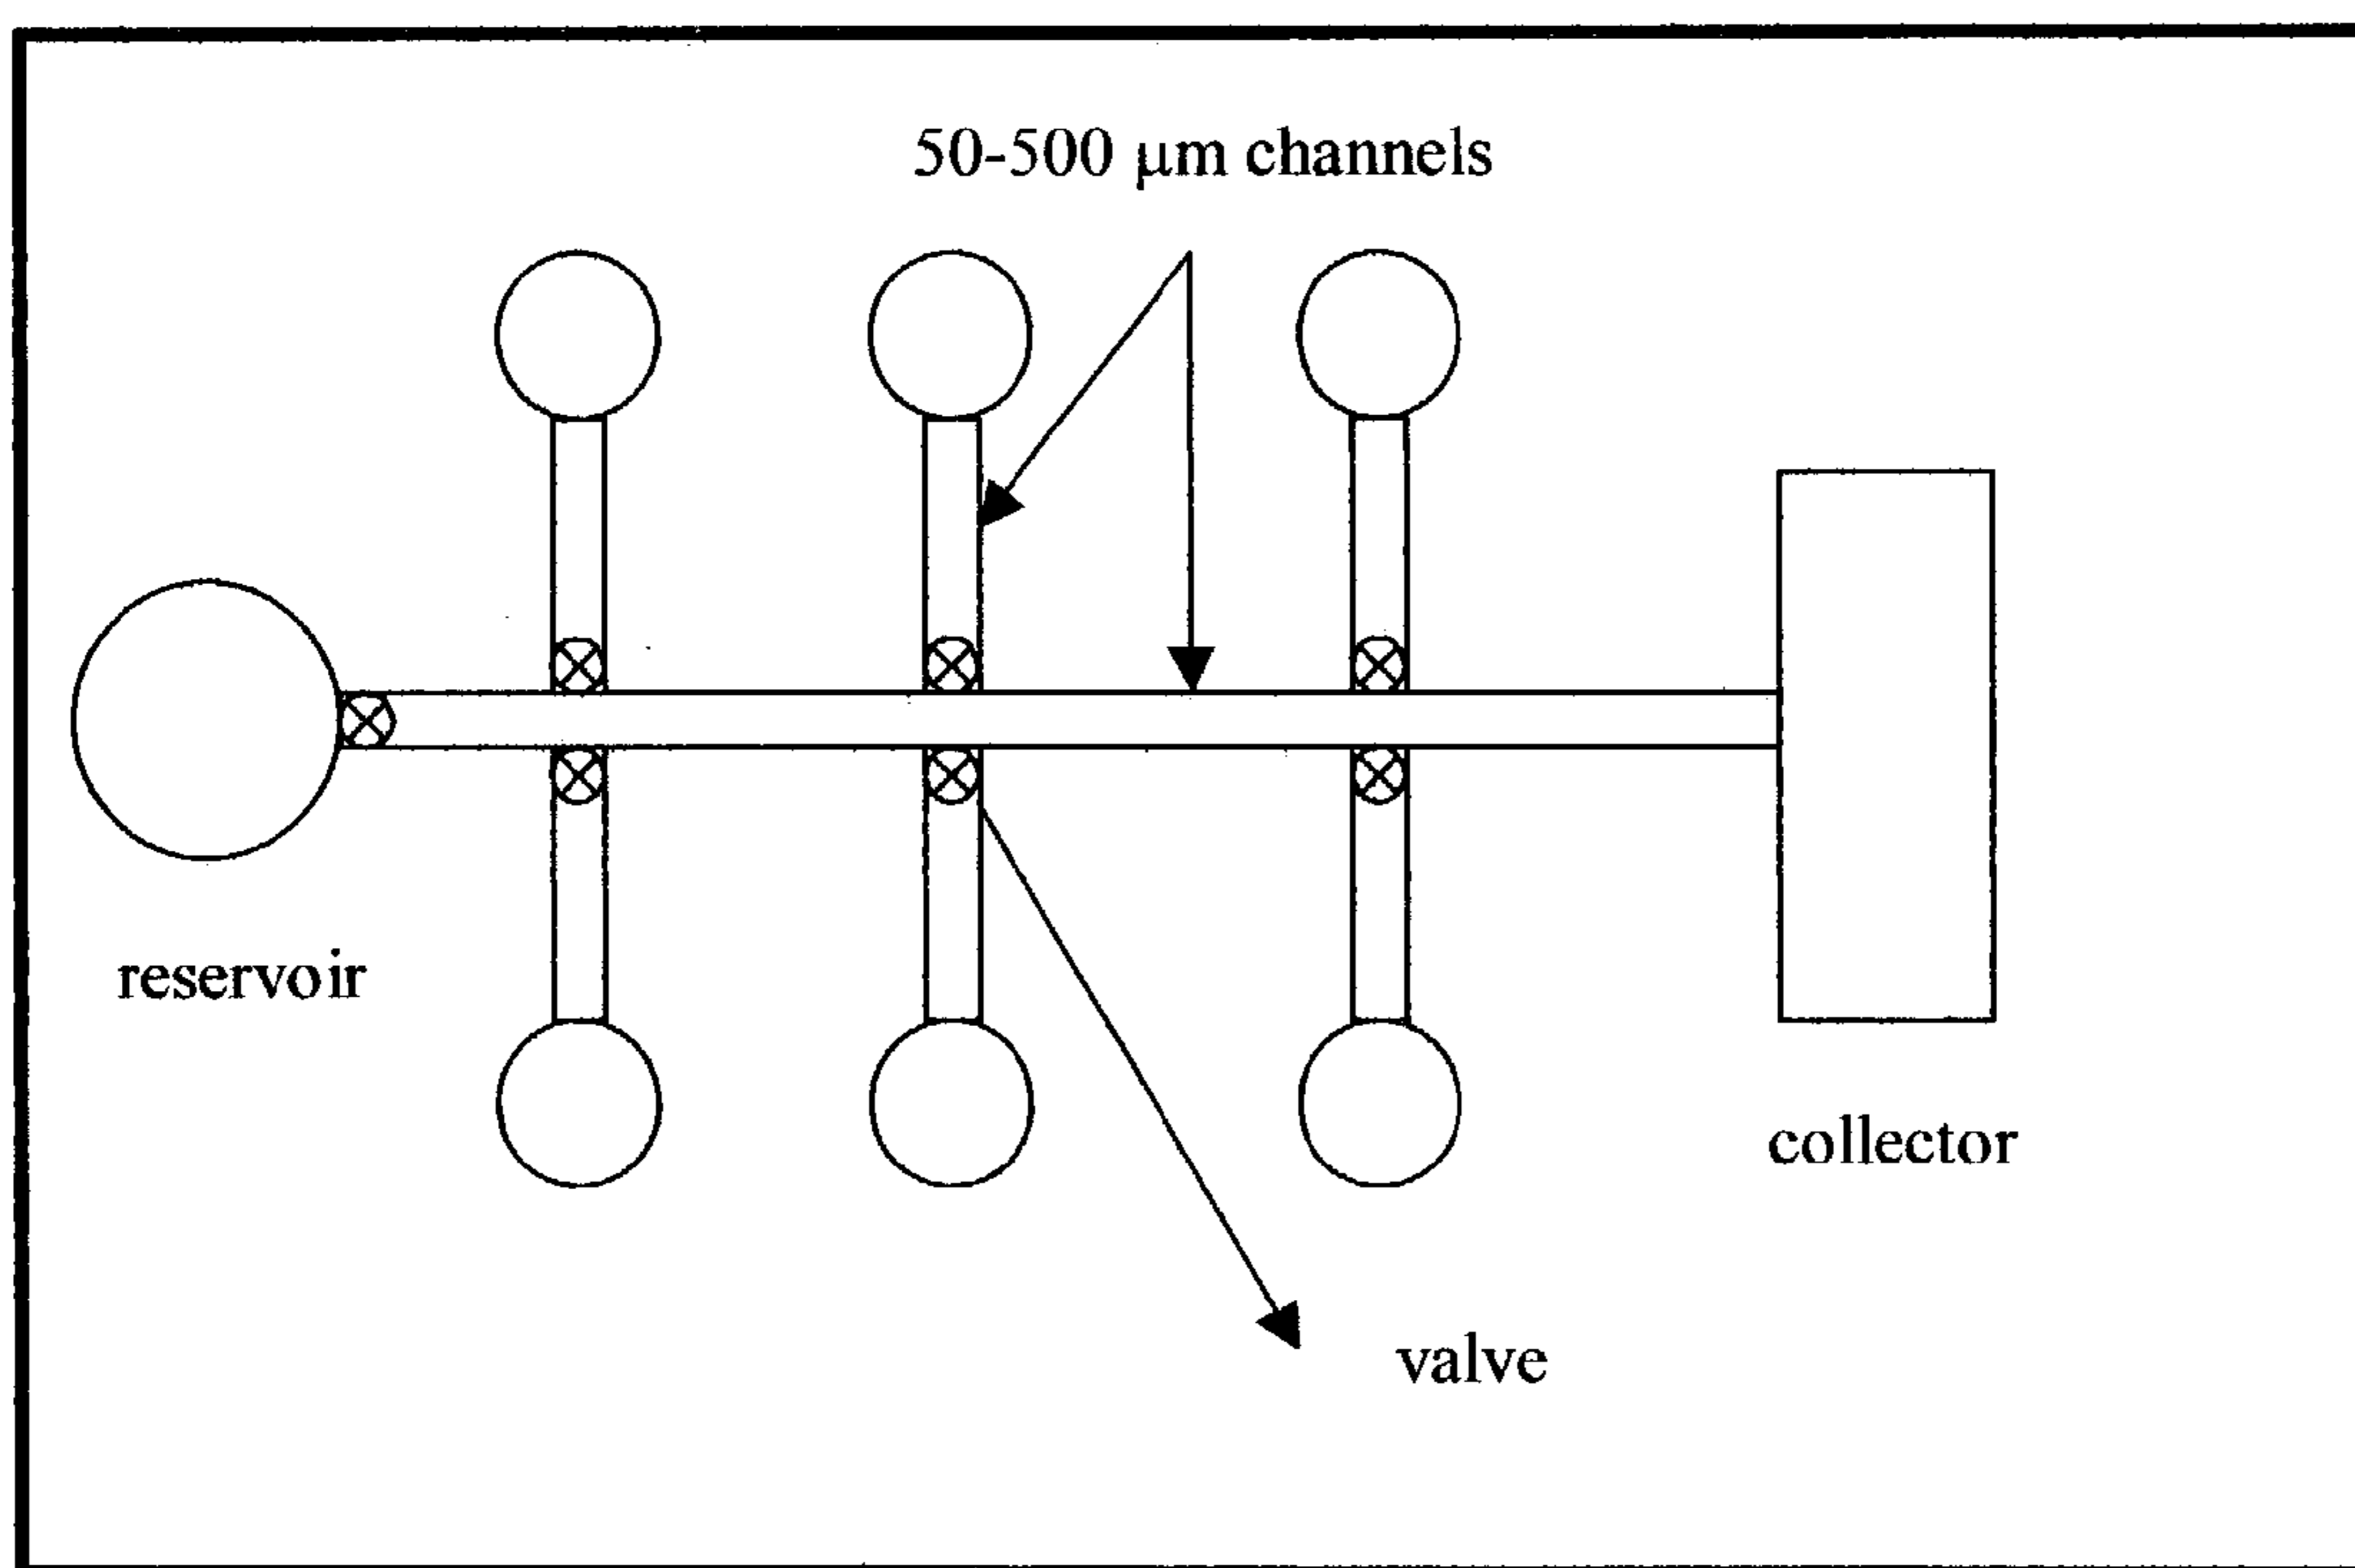 50-500 μm channels
reservoir
collector
valve